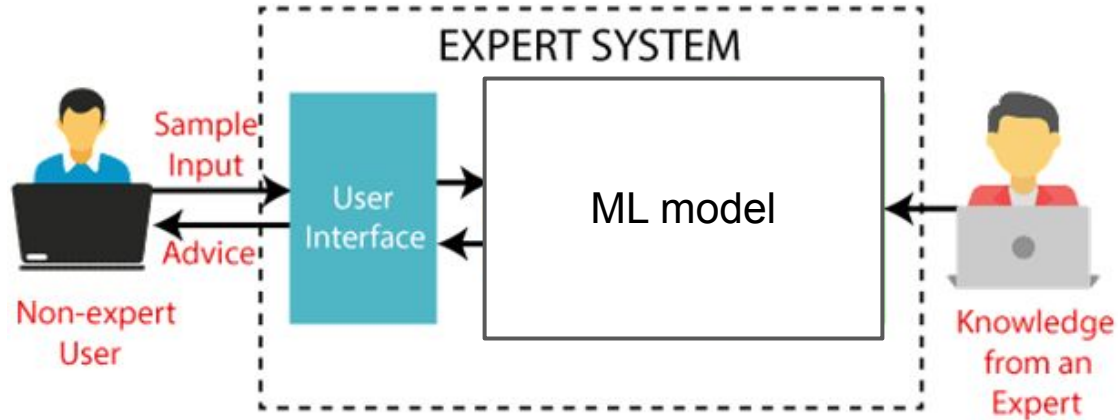 EXPERT SYSTEM
Sample
Input
Advice
Non-expert
User
User
Interface
ML model
Knowledge
from an
Expert